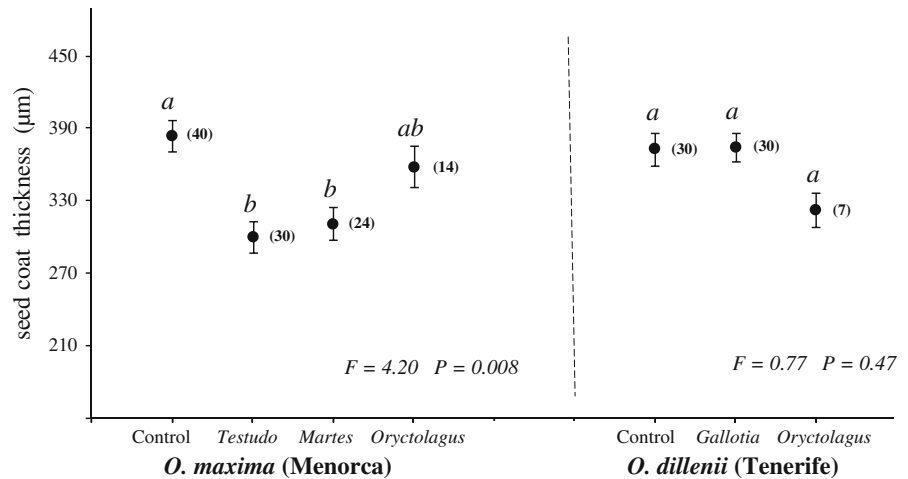 seed coat thickness (µm)
450
390
330
270
210
a
(40)
b
(30)
b
(24)
ab
(14)
a
(30)
a
(30)
a
(7)
F = 4.20 P = 0.008
F = 0.77 P = 0.47
Control Testudo Martes Oryctolagus
Control Gallotia Oryctolagus
O. maxima (Menorca)
O. dillenii (Tenerife)